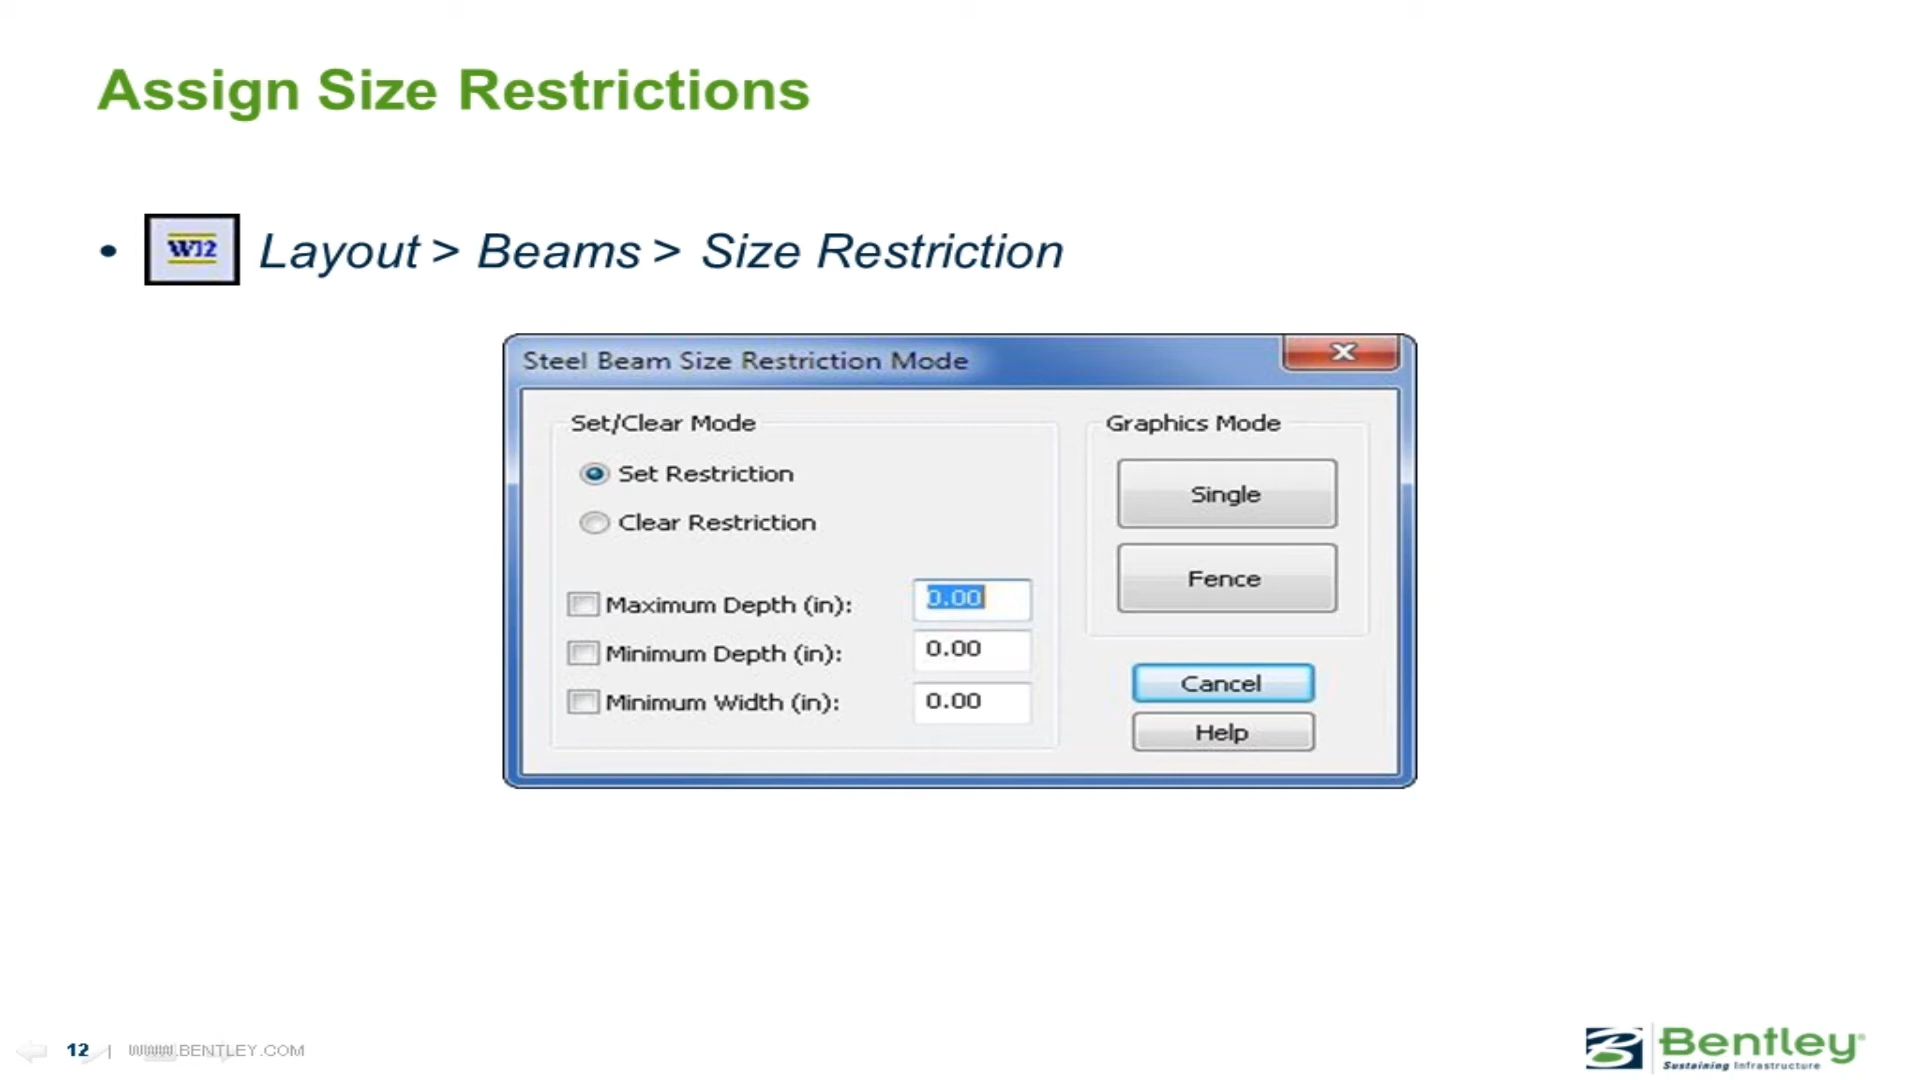 Assign Size Restrictions
• W12 Layout > Beams > Size Restriction
Steel Beam Size Restriction Mode
Set/Clear Mode
Set Restriction
Clear Restriction
Maximum Depth (in): 0.00
Minimum Depth (in): 0.00
Minimum Width (in): 0.00
Graphics Mode
Single
Fence
Cancel
Help
12 | WWW.BENTLEY.COM
Bentley®
Sustaining Infrastructure